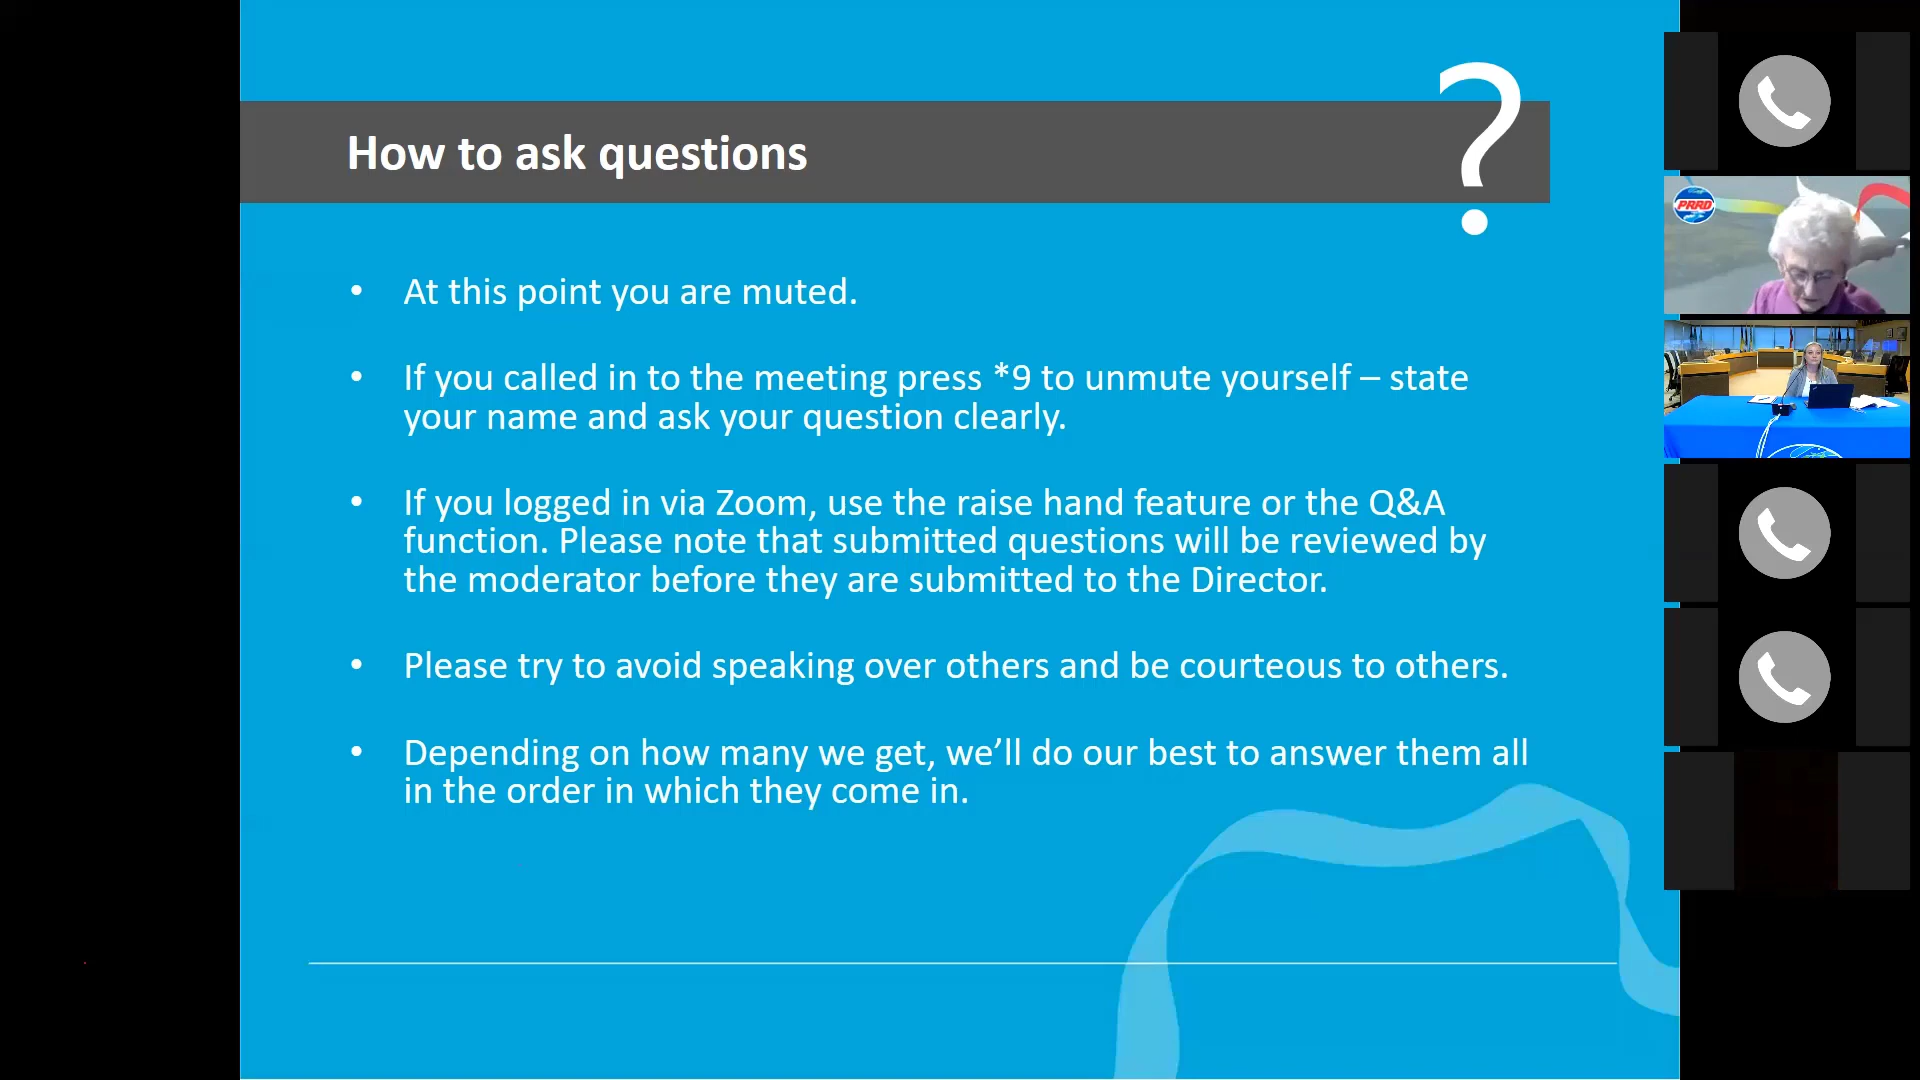 How to ask questions
?
• At this point you are muted.
• If you called in to the meeting press *9 to unmute yourself – state
your name and ask your question clearly.
• If you logged in via Zoom, use the raise hand feature or the Q&A
function. Please note that submitted questions will be reviewed by
the moderator before they are submitted to the Director.
• Please try to avoid speaking over others and be courteous to others.
• Depending on how many we get, we’ll do our best to answer them all
in the order in which they come in.
PRRD